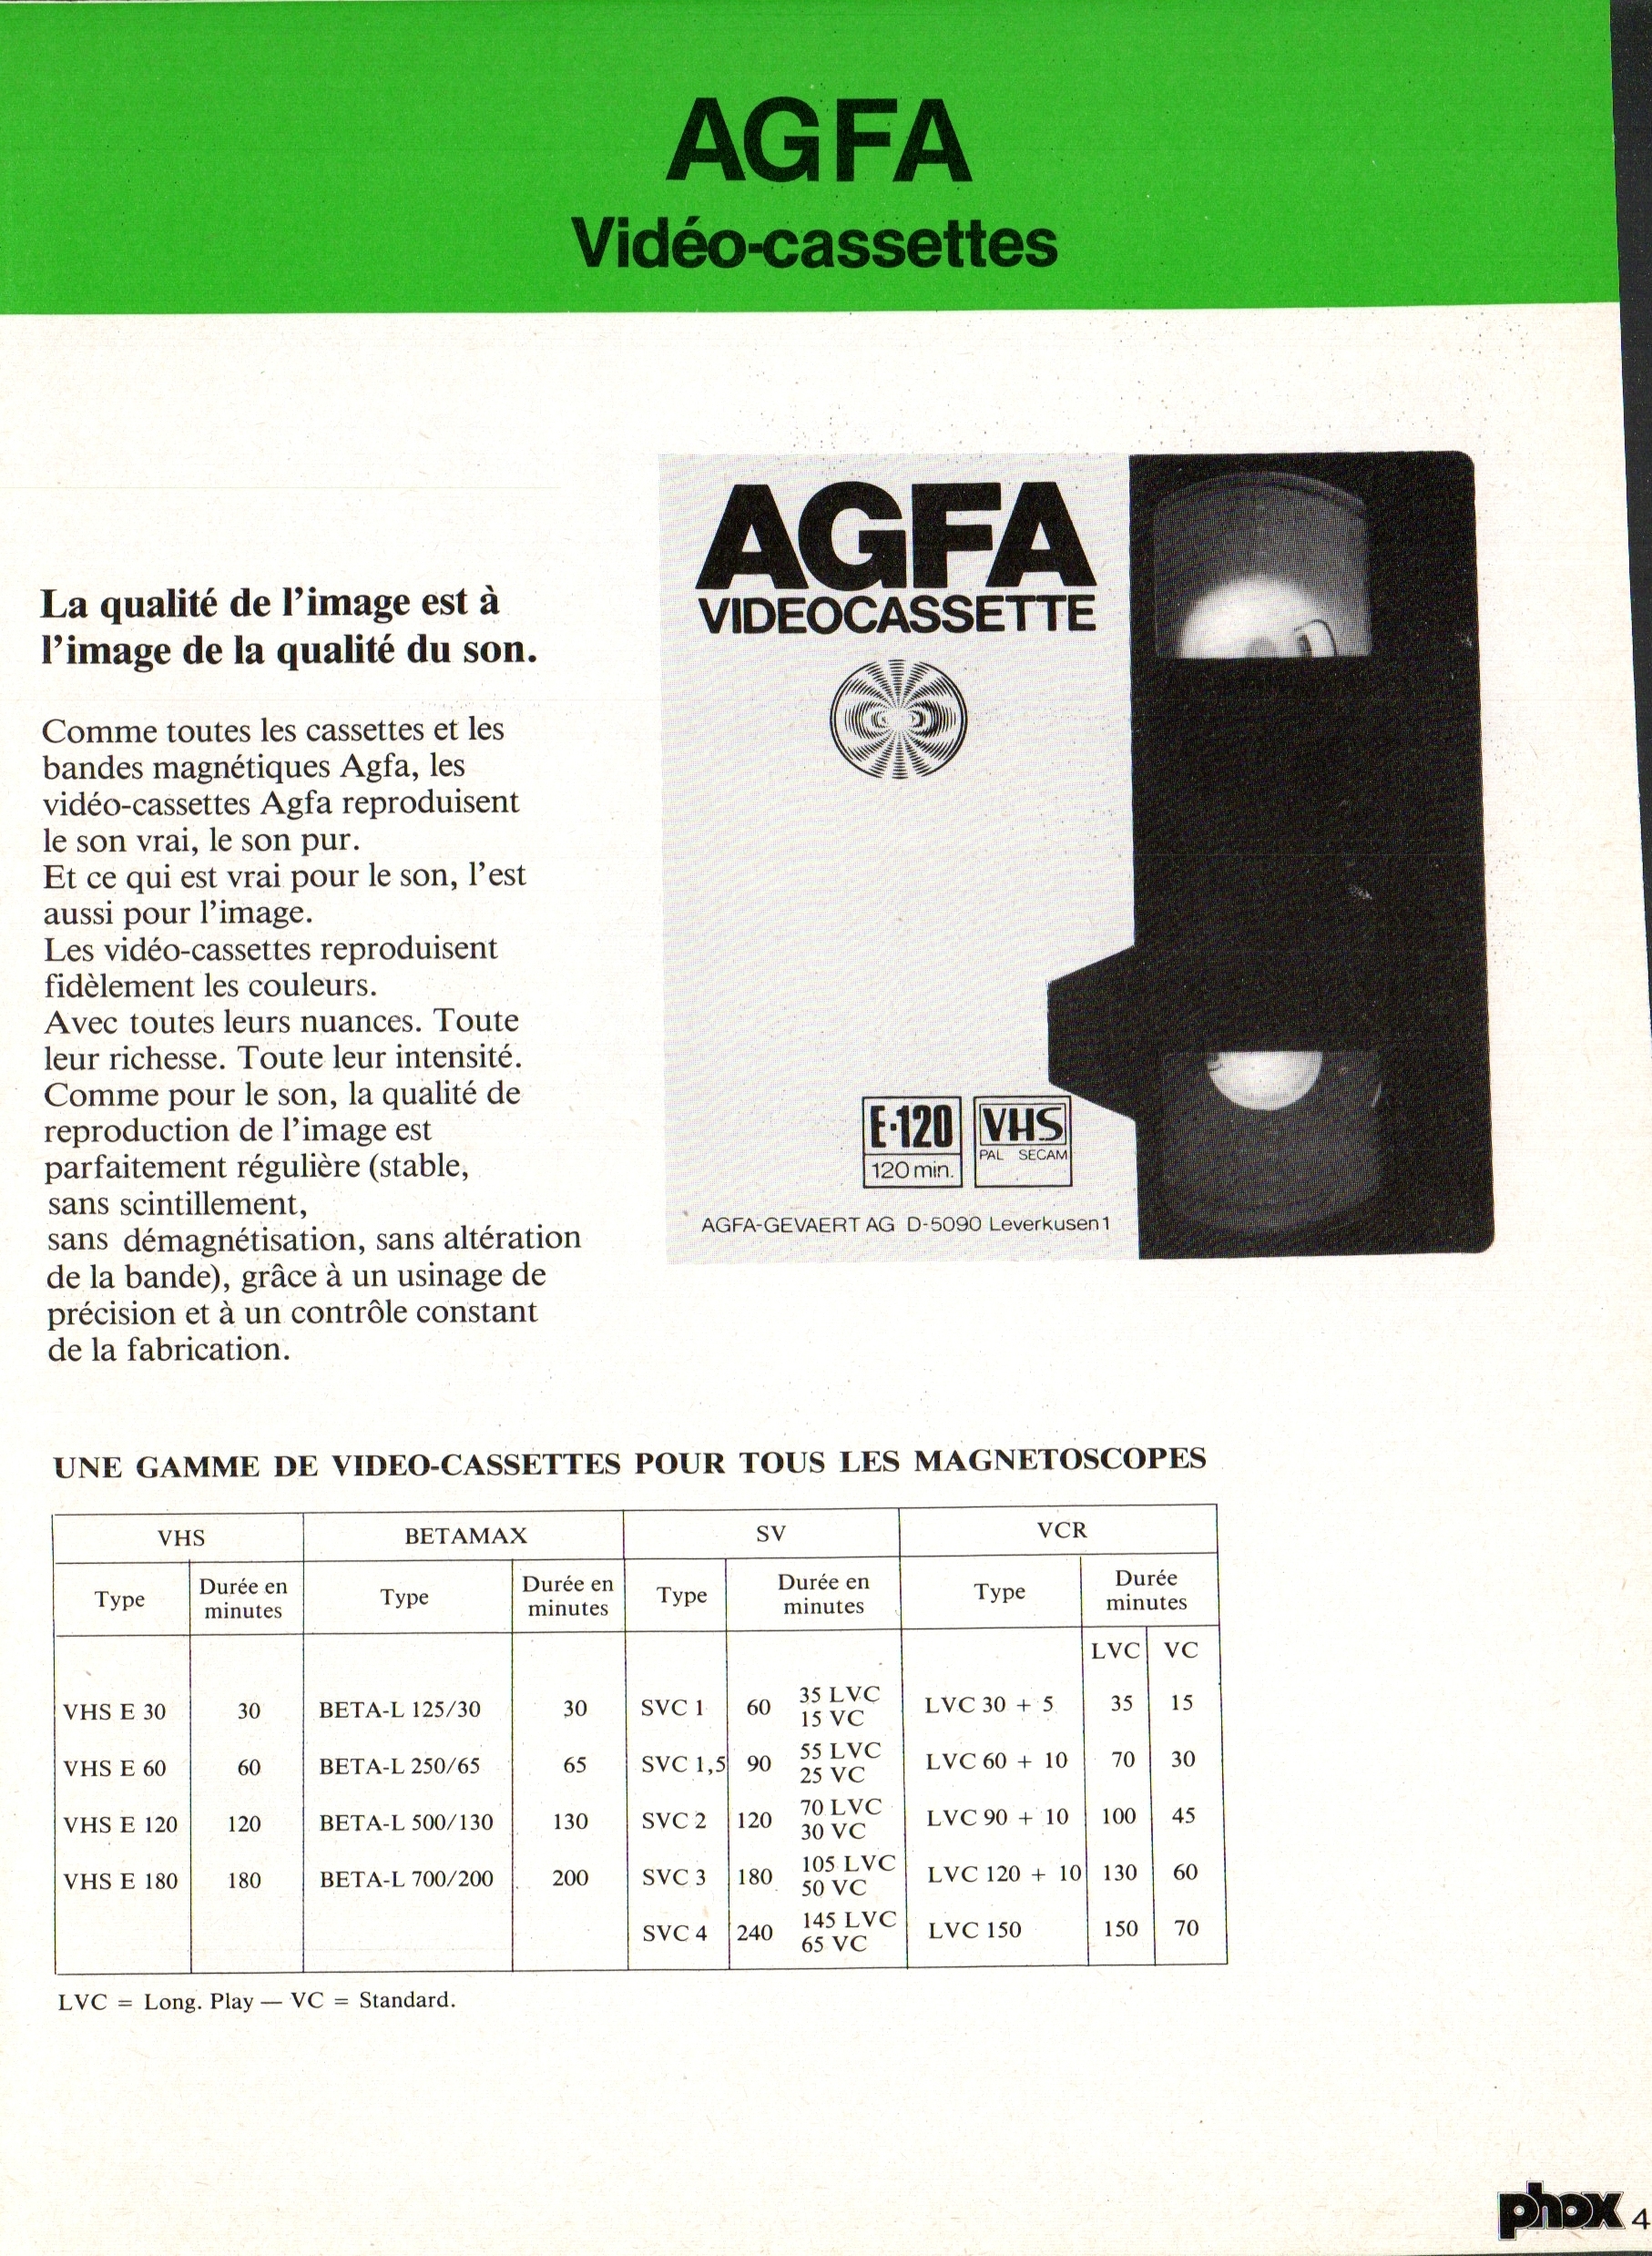 AGFA
Vidéo-cassettes
La qualité de l'image est à
l'image de la qualité du son.
Comme toutes les cassettes et les
bandes magnétiques Agfa, les
vidéo-cassettes Agfa reproduisent
le son vrai, le son pur.
Et ce qui est vrai pour le son, l'est
aussi pour l'image.
Les vidéo-cassettes reproduisent
fidèlement les couleurs.
Avec toutes leurs nuances. Toute
leur richesse. Toute leur intensité.
Comme pour le son, la qualité de
reproduction de l'image est
parfaitement régulière (stable,
sans scintillement,
sans démagnétisation, sans altération
de la bande), grâce à un usinage de
précision et à un contrôle constant
de la fabrication.
AGFA
VIDEOCASSETTE
E-120 VHS
120 min. PAL SECAM
AGFA-GEVAERT AG D-5090 Leverkusen 1
UNE GAMME DE VIDEO-CASSETTES POUR TOUS LES MAGNETOSCOPES
VHS BETAMAX SV VCR
Type Durée en minutes Type Durée en minutes Type Durée en minutes Type Durée minutes
LVC VC
VHS E 30 30 BETA-L 125/30 30 SVC 1 60 35 LVC 15 VC LVC 30 + 5 35 15
VHS E 60 60 BETA-L 250/65 65 SVC 1,5 90 55 LVC 25 VC LVC 60 + 10 70 30
VHS E 120 120 BETA-L 500/130 130 SVC 2 120 70 LVC 30 VC LVC 90 + 10 100 45
VHS E 180 180 BETA-L 700/200 200 SVC 3 180 105 LVC 50 VC LVC 120 + 10 130 60
SVC 4 240 145 LVC 65 VC LVC 150 150 70
LVC = Long. Play — VC = Standard.
phox 4